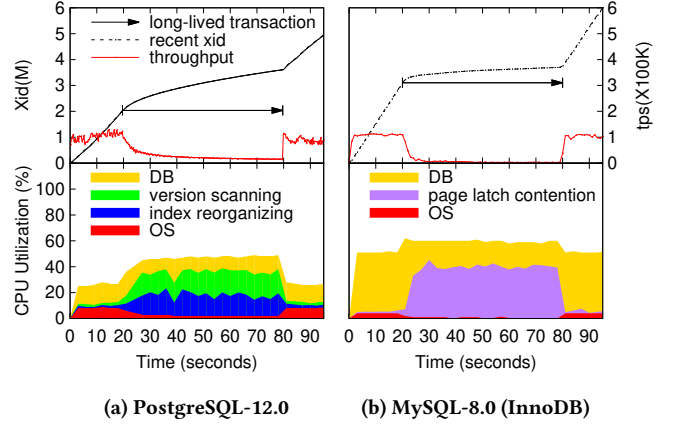 long-lived transaction
recent xid
throughput
Xid(M)
6
5
4
3
2
1
0
6
5
4
3
2
1
0
tps(X100K)
DB
version scanning
index reorganizing
OS
DB
page latch contention
OS
CPU Utilization (%)
100
80
60
40
20
0
0 10 20 30 40 50 60 70 80 90
0 10 20 30 40 50 60 70 80 90
Time (seconds)
Time (seconds)
(a) PostgreSQL-12.0
(b) MySQL-8.0 (InnoDB)